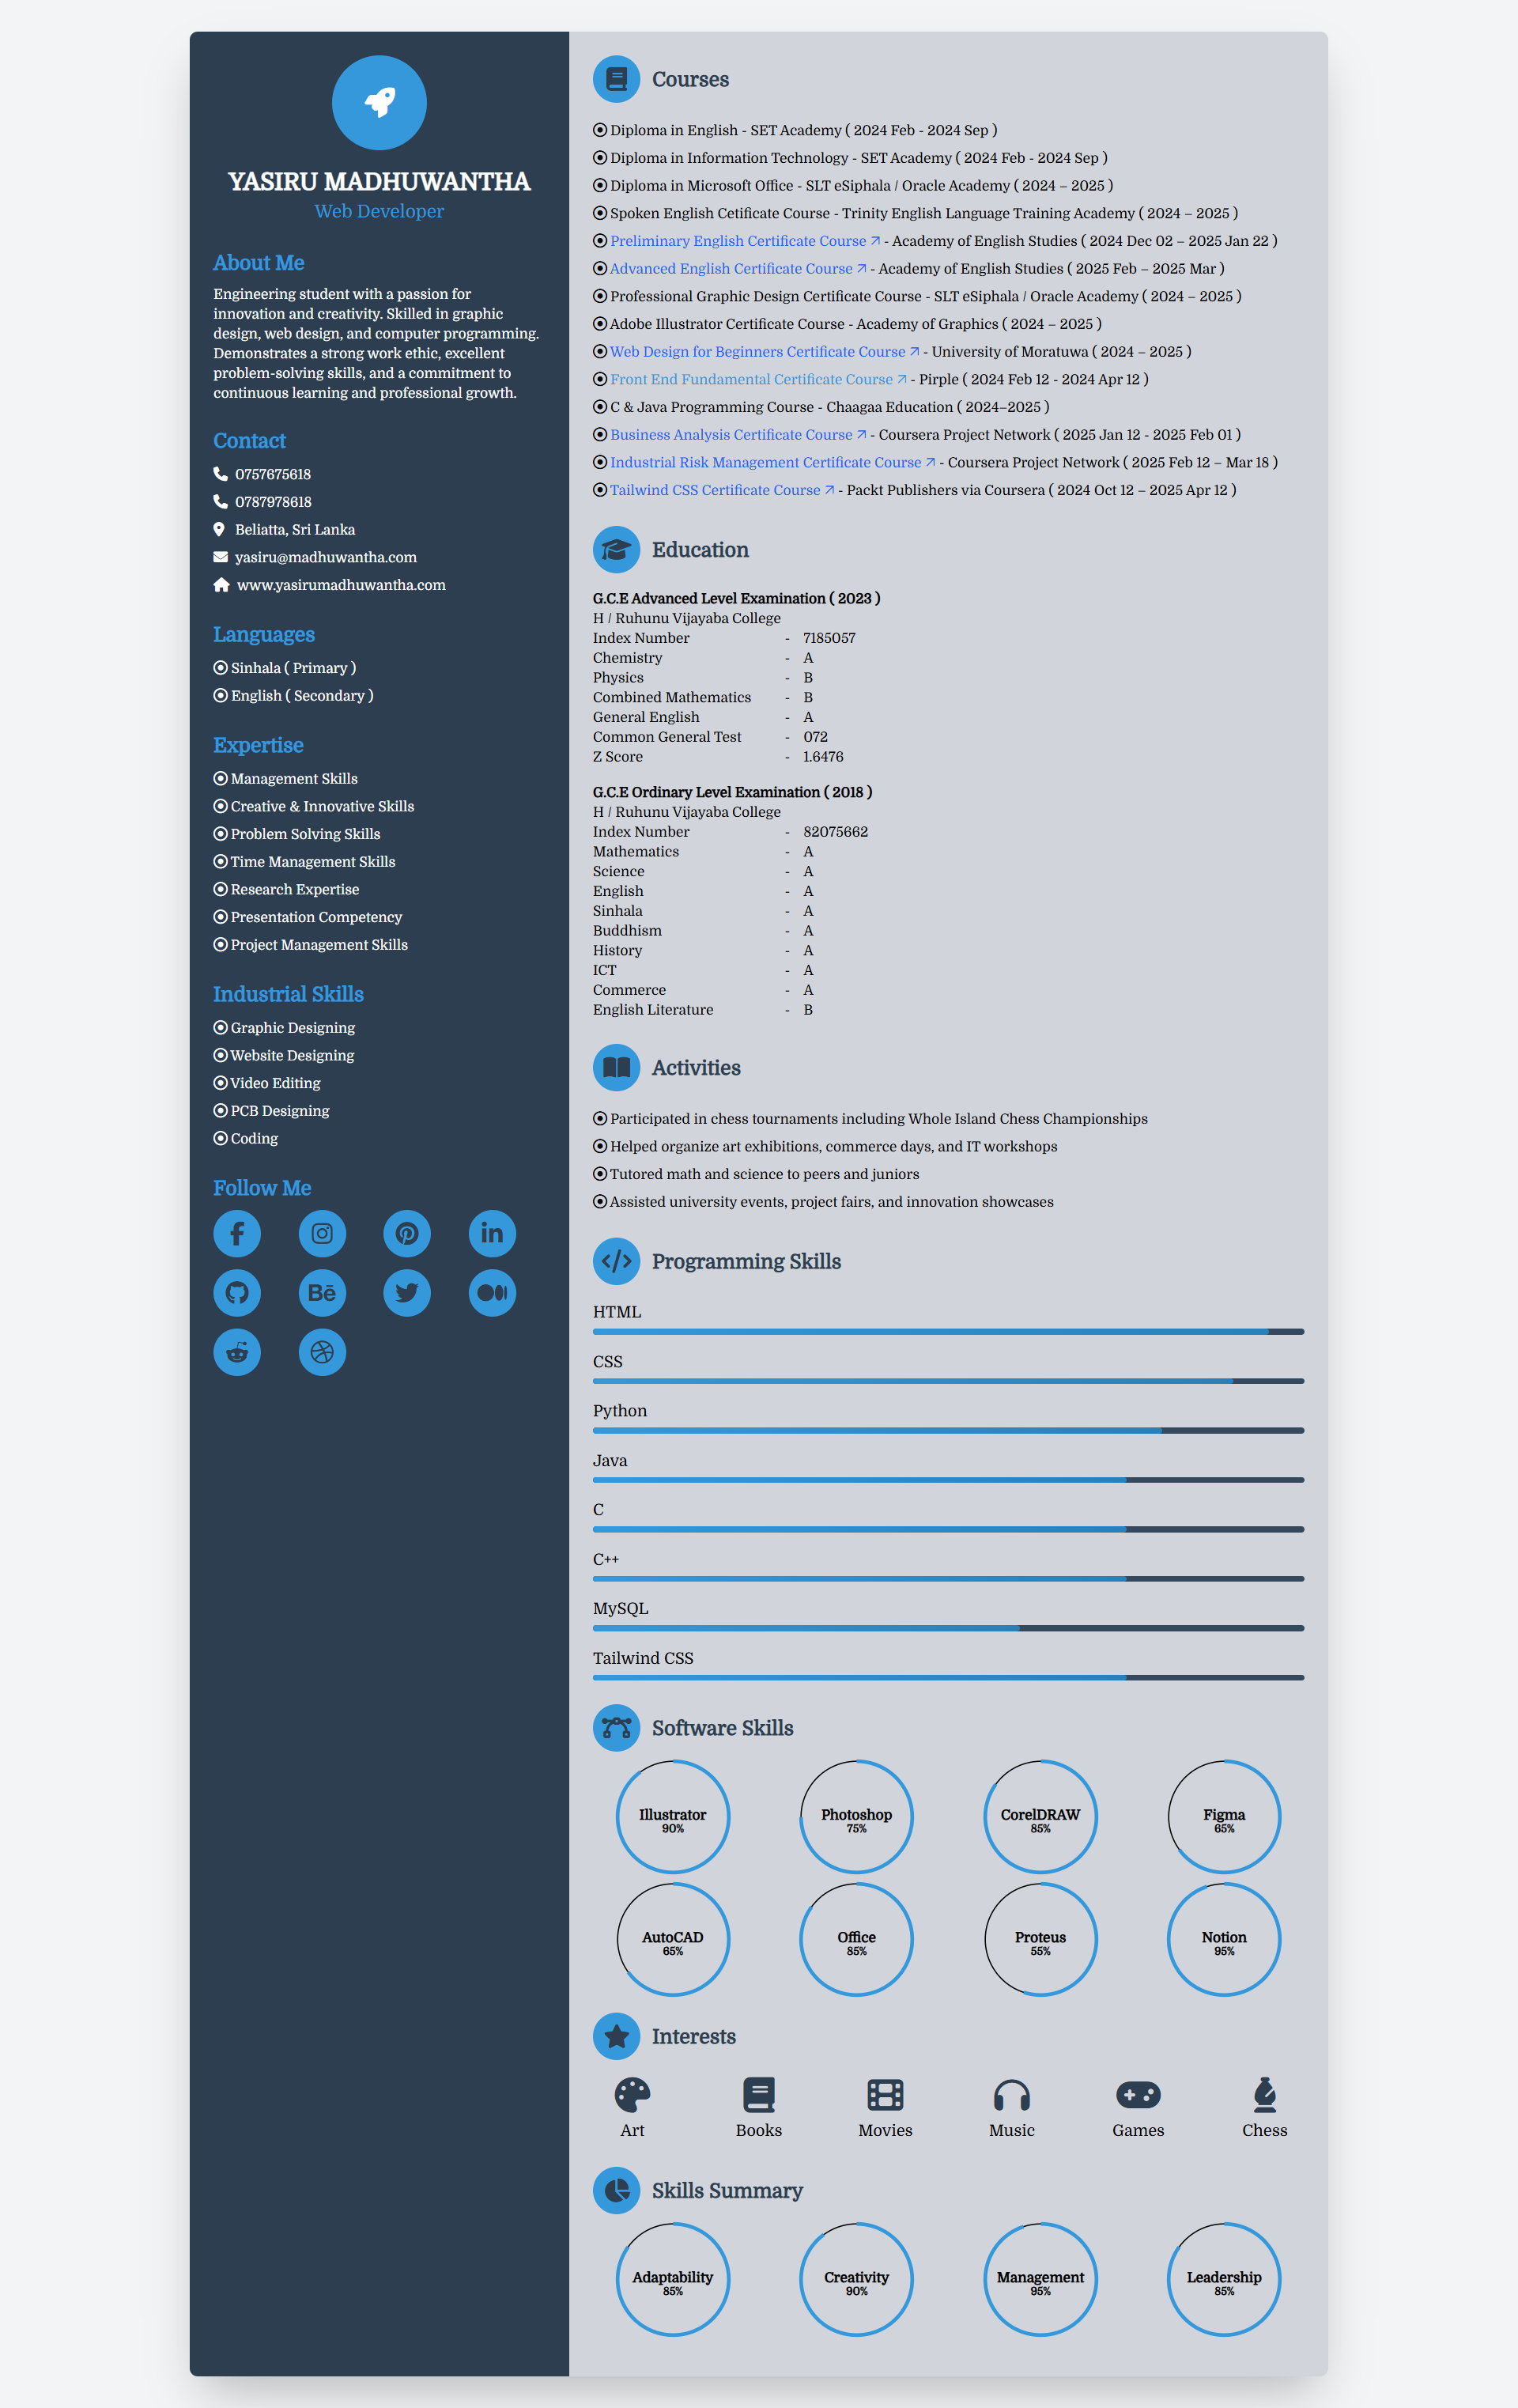 YASIRU MADHUWANTHA
Web Developer
About Me
Engineering student with a passion for
innovation and creativity. Skilled in graphic
design, web design, and computer programming.
Demonstrates a strong work ethic, excellent
problem-solving skills, and a commitment to
continuous learning and professional growth.
Contact
0757675618
0787978618
Beliatta, Sri Lanka
yasiru@madhuwantha.com
www.yasirumadhuwantha.com
Languages
Sinhala ( Primary )
English ( Secondary )
Expertise
Management Skills
Creative & Innovative Skills
Problem Solving Skills
Time Management Skills
Research Expertise
Presentation Competency
Project Management Skills
Industrial Skills
Graphic Designing
Website Designing
Video Editing
PCB Designing
Coding
Follow Me
Courses
Diploma in English - SET Academy ( 2024 Feb - 2024 Sep )
Diploma in Information Technology - SET Academy ( 2024 Feb - 2024 Sep )
Diploma in Microsoft Office - SLT eSiphala / Oracle Academy ( 2024 – 2025 )
Spoken English Cetificate Course - Trinity English Language Training Academy ( 2024 – 2025 )
Preliminary English Certificate Course - Academy of English Studies ( 2024 Dec 02 – 2025 Jan 22 )
Advanced English Certificate Course - Academy of English Studies ( 2025 Feb – 2025 Mar )
Professional Graphic Design Certificate Course - SLT eSiphala / Oracle Academy ( 2024 – 2025 )
Adobe Illustrator Certificate Course - Academy of Graphics ( 2024 – 2025 )
Web Design for Beginners Certificate Course - University of Moratuwa ( 2024 – 2025 )
Front End Fundamental Certificate Course - Pirple ( 2024 Feb 12 - 2024 Apr 12 )
C & Java Programming Course - Chaagaa Education ( 2024–2025 )
Business Analysis Certificate Course - Coursera Project Network ( 2025 Jan 12 - 2025 Feb 01 )
Industrial Risk Management Certificate Course - Coursera Project Network ( 2025 Feb 12 – Mar 18 )
Tailwind CSS Certificate Course - Packt Publishers via Coursera ( 2024 Oct 12 – 2025 Apr 12 )
Education
G.C.E Advanced Level Examination ( 2023 )
H / Ruhunu Vijayaba College
Index Number - 7185057
Chemistry - A
Physics - B
Combined Mathematics - B
General English - A
Common General Test - 072
Z Score - 1.6476
G.C.E Ordinary Level Examination ( 2018 )
H / Ruhunu Vijayaba College
Index Number - 82075662
Mathematics - A
Science - A
English - A
Sinhala - A
Buddhism - A
History - A
ICT - A
Commerce - A
English Literature - B
Activities
Participated in chess tournaments including Whole Island Chess Championships
Helped organize art exhibitions, commerce days, and IT workshops
Tutored math and science to peers and juniors
Assisted university events, project fairs, and innovation showcases
Programming Skills
HTML
CSS
Python
Java
C
C++
MySQL
Tailwind CSS
Software Skills
Illustrator Photoshop CorelDRAW Figma
90% 75% 85% 65%
AutoCAD Office Proteus Notion
65% 85% 55% 95%
Interests
Art Books Movies Music Games Chess
Skills Summary
Adaptability Creativity Management Leadership
85% 90% 95% 85%